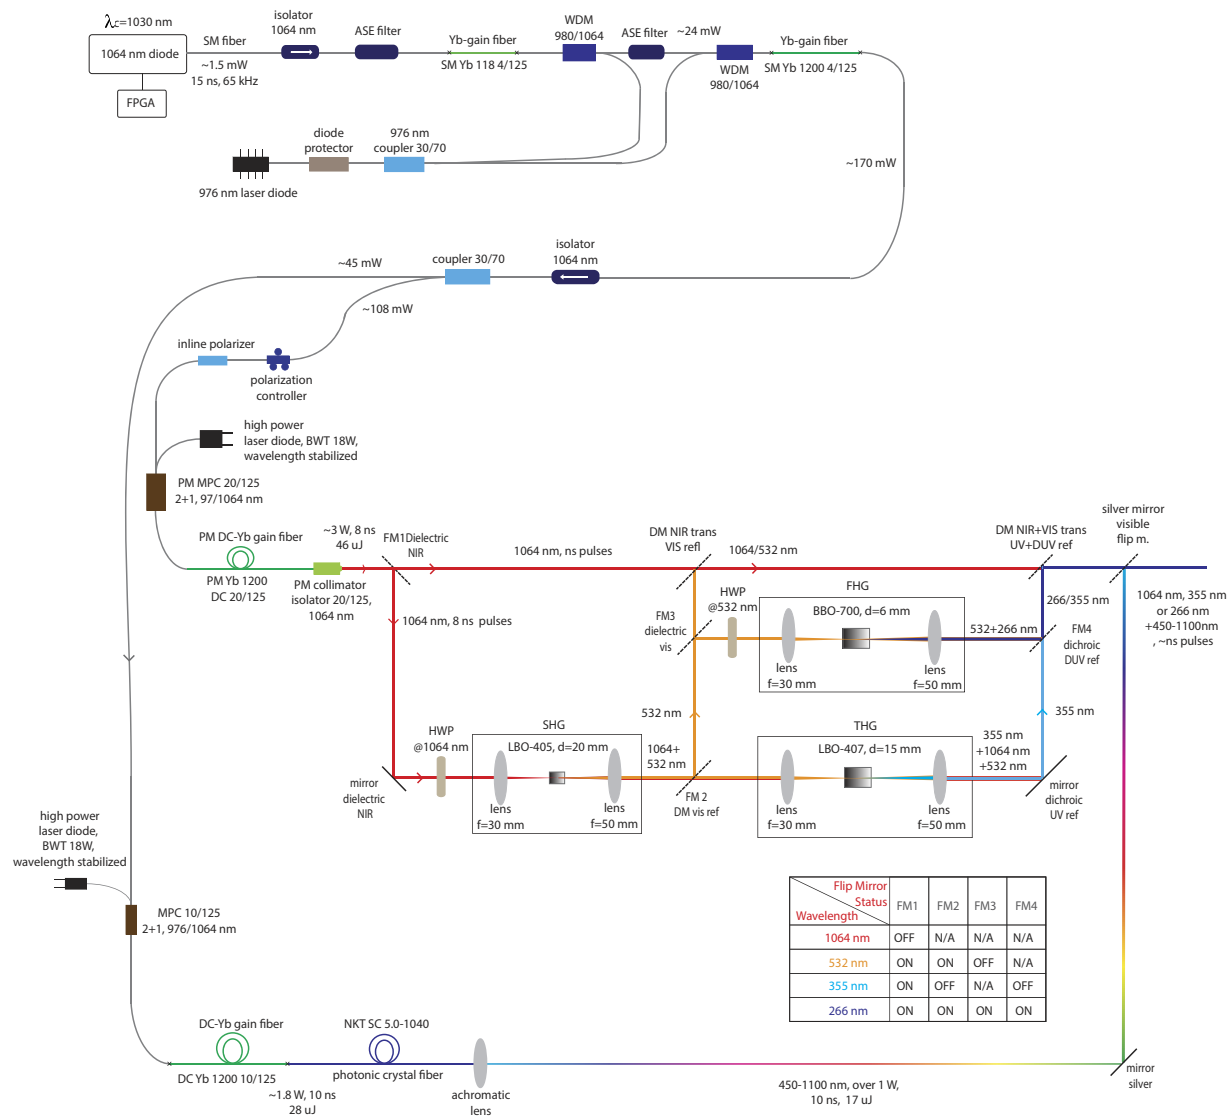 λc=1030 nm
1064 nm diode
FPGA
SM fiber
~1.5 mW
15 ns, 65 kHz
isolator
1064 nm
ASE filter
Yb-gain fiber
SM Yb 118 4/125
WDM
980/1064
ASE filter
~24 mW
WDM
980/1064
Yb-gain fiber
SM Yb 1200 4/125
diode
protector
976 nm
coupler 30/70
976 nm laser diode
~170 mW
~45 mW
coupler 30/70
isolator
1064 nm
~108 mW
inline polarizer
polarization
controller
high power
laser diode, BWT 18W,
wavelength stabilized
PM MPC 20/125
2+1, 97/1064 nm
PM DC-Yb gain fiber
PM Yb 1200
DC 20/125
~3 W, 8 ns
46 uJ
PM collimator
isolator 20/125,
1064 nm
FM1Dielectric
NIR
1064 nm, ns pulses
DM NIR trans
VIS refl
1064/532 nm
DM NIR+VIS trans
UV+DUV ref
silver mirror
visible
flip m.
1064 nm, 8 ns pulses
FM3
dielectric
vis
HWP
@532 nm
FHG
BBO-700, d=6 mm
lens
f=30 mm
lens
f=50 mm
532+266 nm
266/355 nm
FM4
dichroic
DUV ref
1064 nm, 355 nm
or 266 nm
+450-1100nm
, ~ns pulses
532 nm
355 nm
mirror
dielectric
NIR
HWP
@1064 nm
SHG
LBO-405, d=20 mm
lens
f=30 mm
lens
f=50 mm
1064+
532 nm
FM 2
DM vis ref
THG
LBO-407, d=15 mm
lens
f=30 mm
lens
f=50 mm
355 nm
+1064 nm
+532 nm
mirror
dichroic
UV ref
high power
laser diode,
BWT 18W,
wavelength stabilized
MPC 10/125
2+1, 976/1064 nm
Flip Mirror
Status
Wavelength
FM1 FM2 FM3 FM4
1064 nm OFF N/A N/A N/A
532 nm ON ON OFF N/A
355 nm ON OFF N/A OFF
266 nm ON ON ON ON
DC-Yb gain fiber
DC Yb 1200 10/125
NKT SC 5.0-1040
photonic crystal fiber
~1.8 W, 10 ns
28 uJ
achromatic
lens
450-1100 nm, over 1 W,
10 ns, 17 uJ
mirror
silver